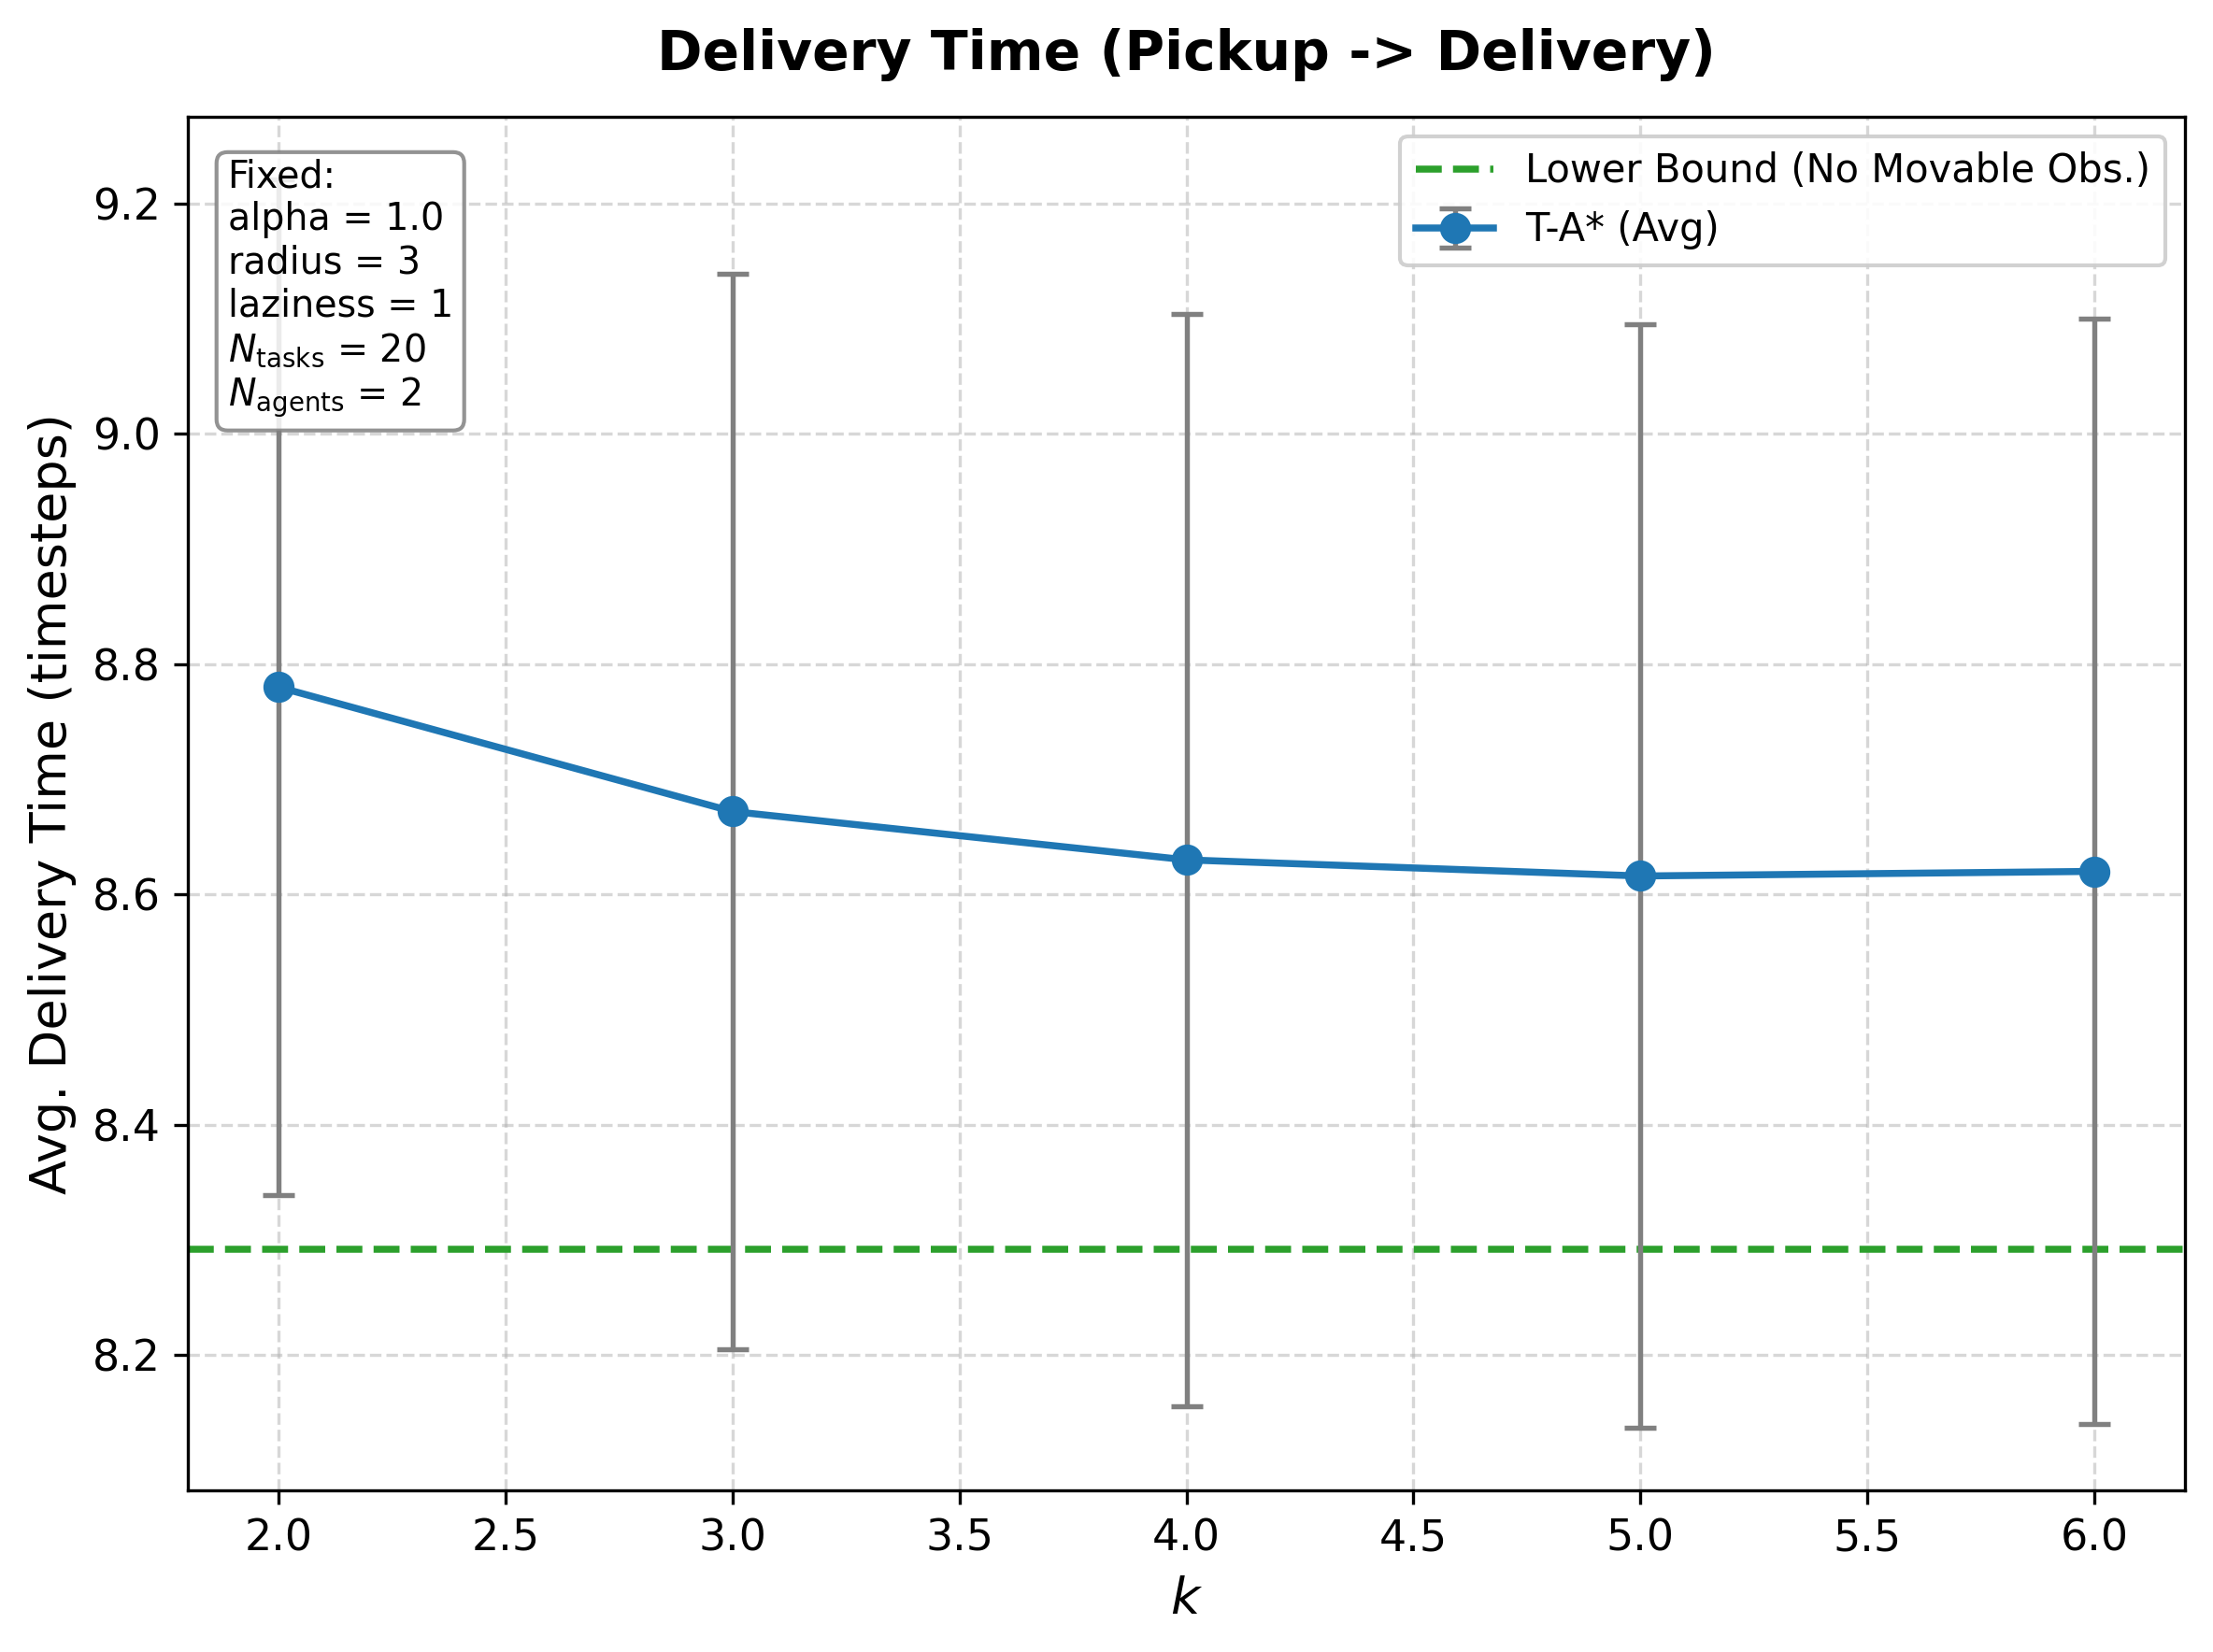 Delivery Time (Pickup -> Delivery)
Fixed:
alpha = 1.0
radius = 3
laziness = 1
N_tasks = 20
N_agents = 2
Lower Bound (No Movable Obs.)
T-A* (Avg)
Avg. Delivery Time (timesteps)
9.2
9.0
8.8
8.6
8.4
8.2
2.0 2.5 3.0 3.5 4.0 4.5 5.0 5.5 6.0
k